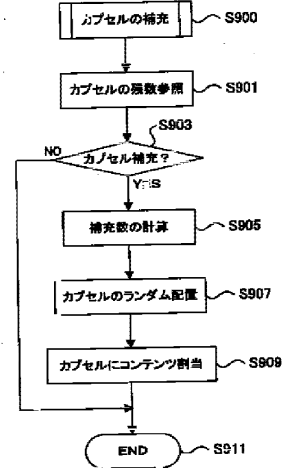 カプセルの補充 S900
カプセルの残数参照 S901
S903
NO カプセル補充?
YES
補充数の計算 S905
カプセルのランダム配置 S907
カプセルにコンテンツ割当 S909
END S911